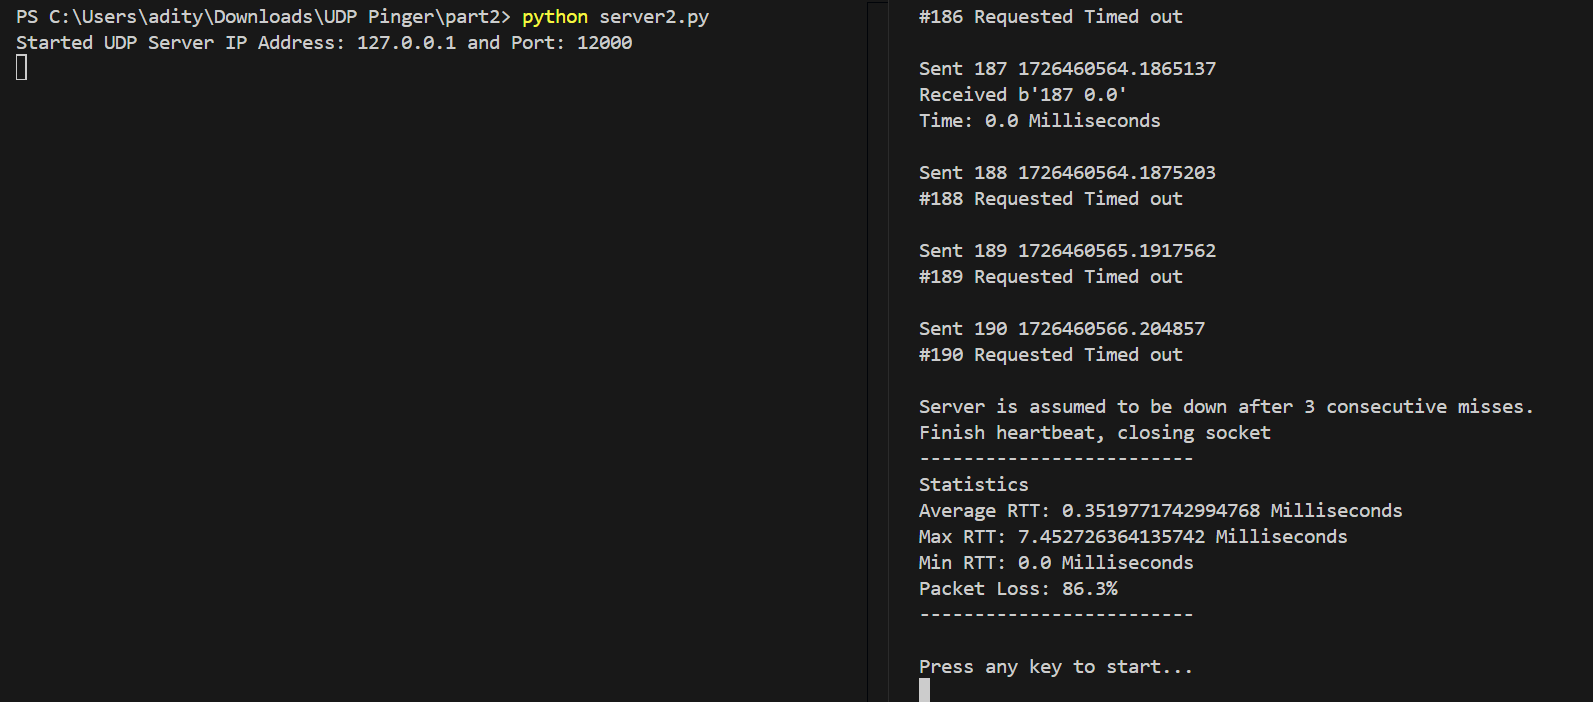 PS C:\Users\adity\Downloads\UDP Pinger\part2> python server2.py
Started UDP Server IP Address: 127.0.0.1 and Port: 12000
#186 Requested Timed out
Sent 187 1726460564.1865137
Received b'187 0.0'
Time: 0.0 Milliseconds
Sent 188 1726460564.1875203
#188 Requested Timed out
Sent 189 1726460565.1917562
#189 Requested Timed out
Sent 190 1726460566.204857
#190 Requested Timed out
Server is assumed to be down after 3 consecutive misses.
Finish heartbeat, closing socket
-------------------------
Statistics
Average RTT: 0.3519771742994768 Milliseconds
Max RTT: 7.452726364135742 Milliseconds
Min RTT: 0.0 Milliseconds
Packet Loss: 86.3%
-------------------------
Press any key to start...